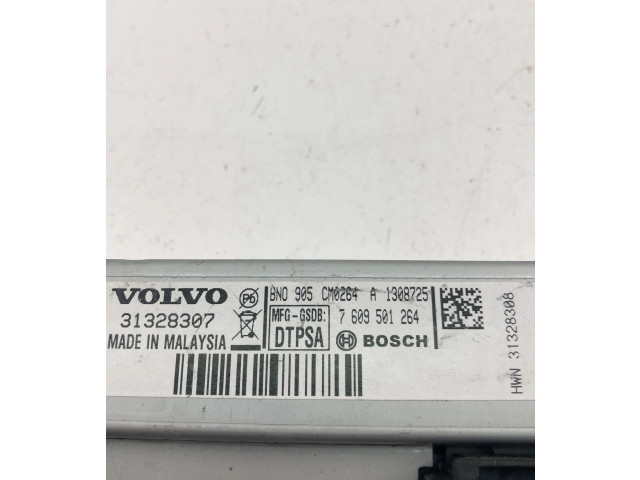 VOLVO Pb 8N0 905 CM0264 A 1308725
31328307 MFG-GSDB: 7 609 501 264
MADE IN MALAYSIA DTPSA BOSCH
HWN 31328308